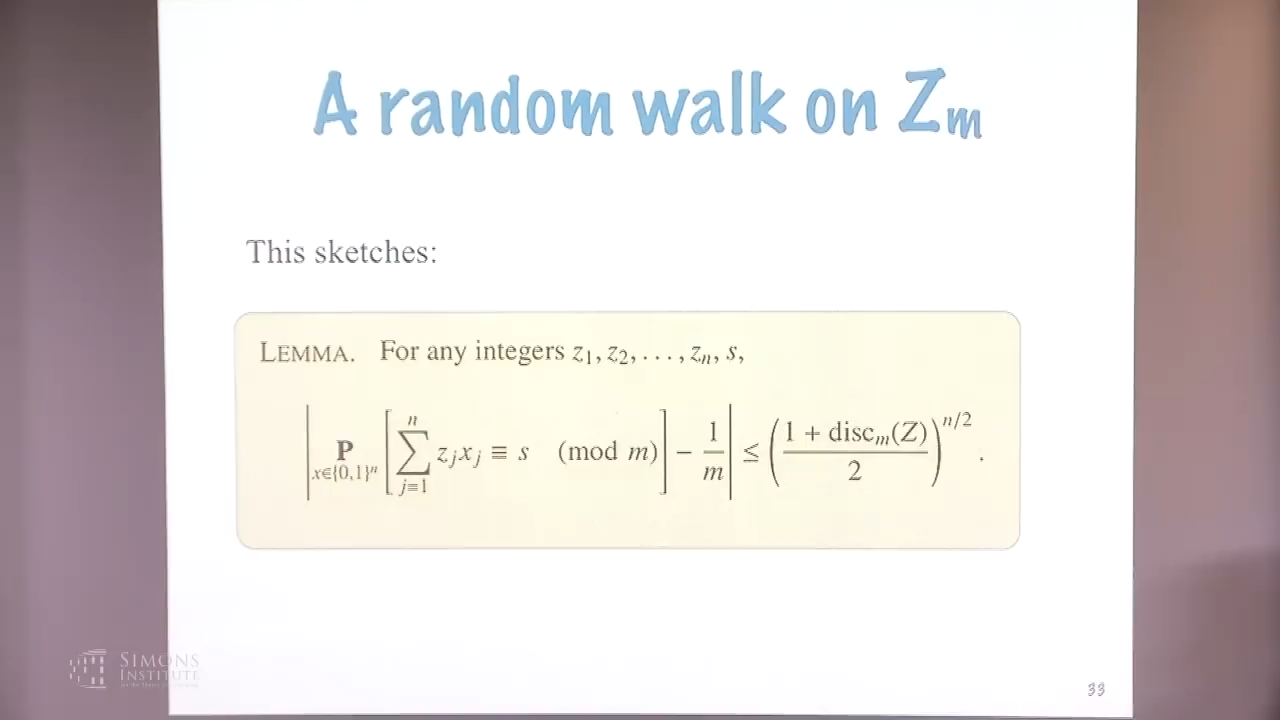 A random walk on Zₘ
This sketches:
LEMMA. For any integers z₁, z₂, . . . , zₙ, s,
| P_{x∈{0,1}ⁿ} [ ∑_{j=1}^{n} zⱼxⱼ ≡ s (mod m) ] − 1/m | ≤ ( (1 + discₘ(Z)) / 2 )^{n/2} .
SIMONS
INSTITUTE
33